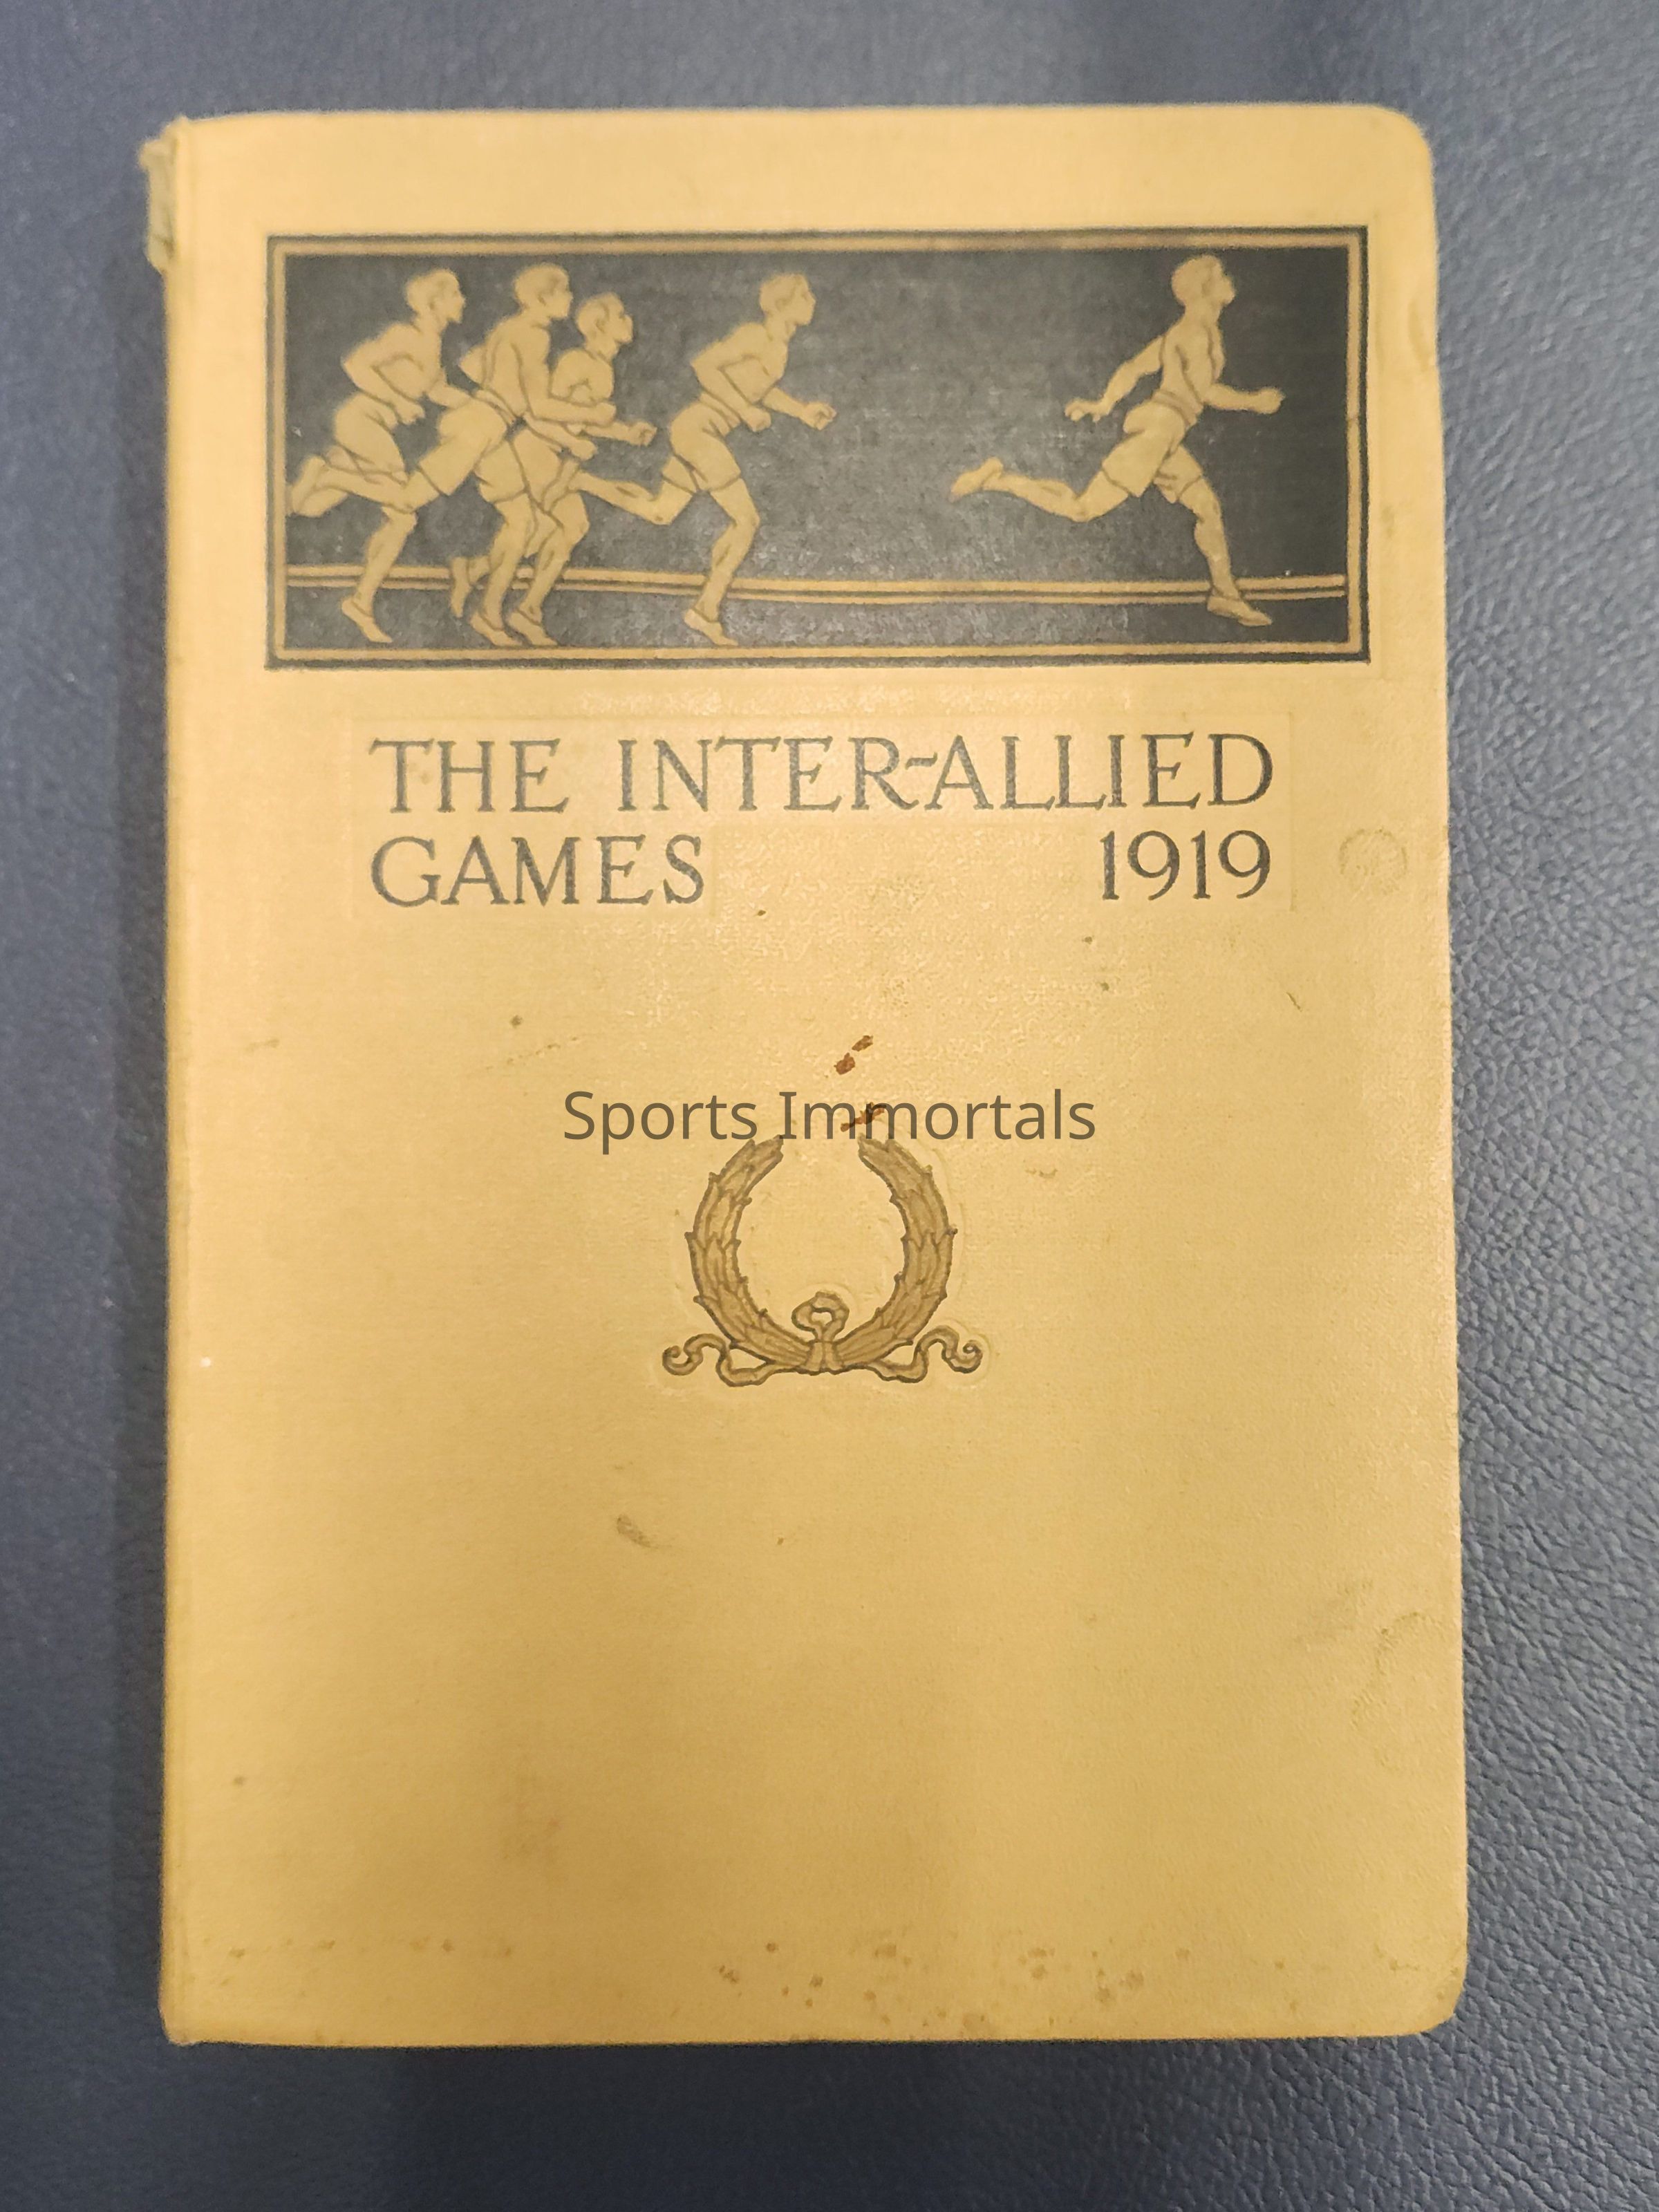 THE INTER-ALLIED
GAMES 1919
Sports Immortals